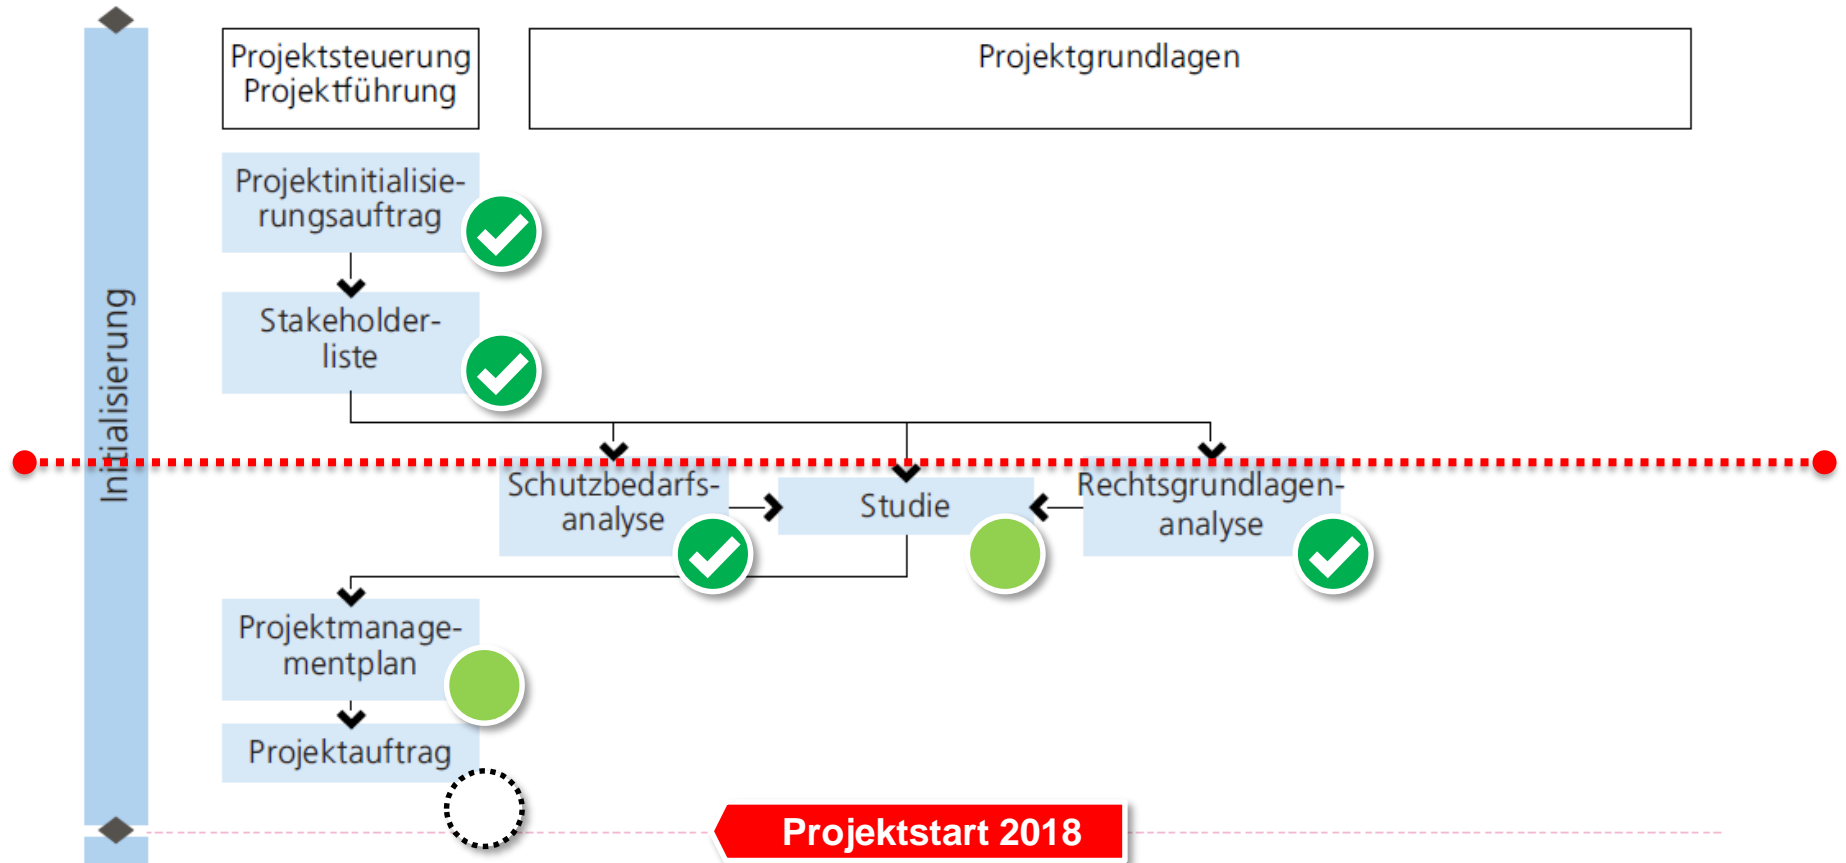 Projektsteuerung
Projektführung
Projektgrundlagen
Projektinitialisie-
rungsauftrag
Stakeholder-
liste
Initialisierung
Schutzbedarfs-
analyse
Studie
Rechtsgrundlagen-
analyse
Projektmanage-
mentplan
Projektauftrag
Projektstart 2018